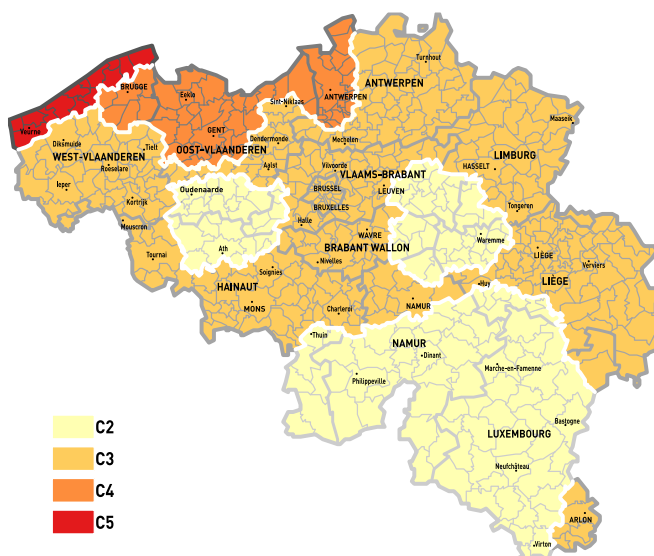 Turnhout
ANTWERPEN
BRUGGE
Eeklo
Sint-Niklaas
ANTWERPEN
Maaseik
Veurne
GENT
Diksmuide
Tielt
OOST-VLAANDEREN
Dendermonde
Mechelen
WEST-VLAANDEREN
Roeselare
Aalst
Vilvoorde
VLAAMS-BRABANT
HASSELT
LIMBURG
Ieper
Oudenaarde
BRUSSEL
LEUVEN
Kortrijk
BRUXELLES
Tongeren
Mouscron
Halle
WAVRE
Waremme
Ath
BRABANT WALLON
LIÈGE
Tournai
Soignies
Nivelles
Verviers
HAINAUT
Huy
LIÈGE
MONS
Charleroi
NAMUR
Thuin
NAMUR
Dinant
Marche-en-Famenne
Philippeville
Bastogne
LUXEMBOURG
Neufchâteau
ARLON
Virton
C2
C3
C4
C5